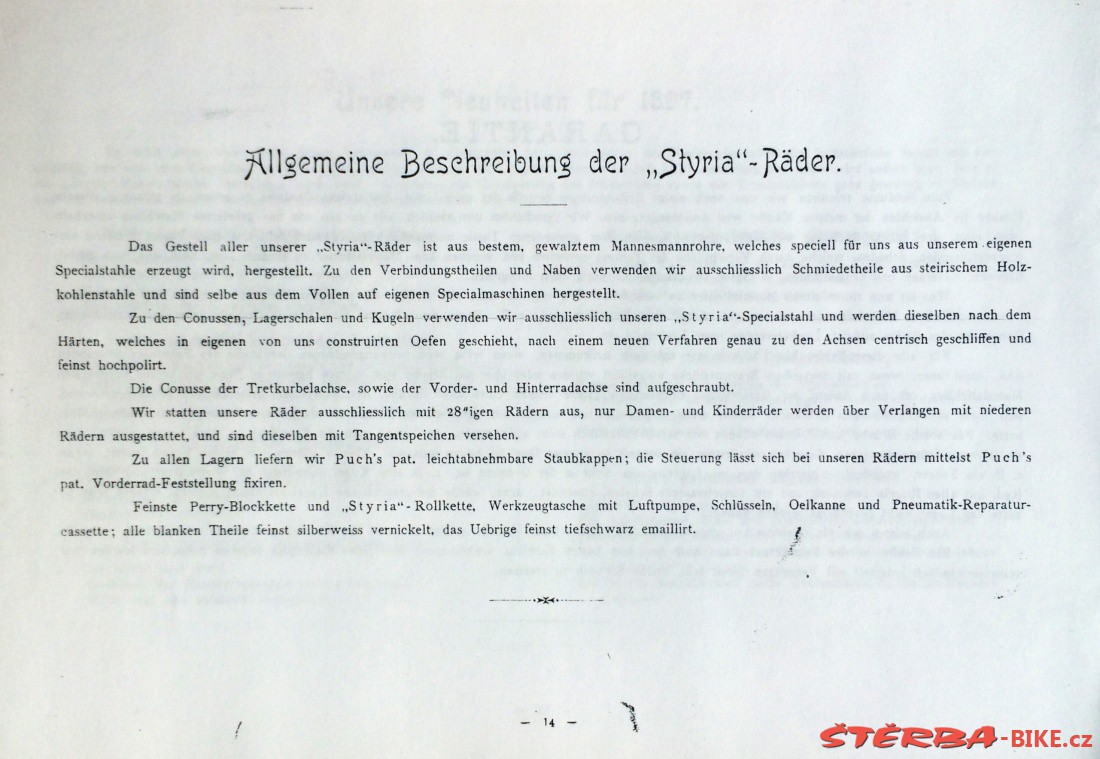 Allgemeine Beschreibung der „Styria“-Räder.
Das Gestell aller unserer „Styria“-Räder ist aus bestem, gewalztem Mannesmannrohre, welches speciell für uns aus unserem eigenen
Specialstahle erzeugt wird, hergestellt. Zu den Verbindungstheilen und Naben verwenden wir ausschliesslich Schmiedetheile aus steirischem Holz-
kohlenstahle und sind selbe aus dem Vollen auf eigenen Specialmaschinen hergestellt.
Zu den Conussen, Lagerschalen und Kugeln verwenden wir ausschliesslich unseren „Styria“-Specialstahl und werden dieselben nach dem
Härten, welches in eigenen von uns construirten Oefen geschieht, nach einem neuen Verfahren genau zu den Achsen centrisch geschliffen und
feinst hochpolirt.
Die Conusse der Tretkurbelachse, sowie der Vorder- und Hinterradachse sind aufgeschraubt.
Wir statten unsere Räder ausschliesslich mit 28"igen Rädern aus, nur Damen- und Kinderräder werden über Verlangen mit niederen
Rädern ausgestattet, und sind dieselben mit Tangentspeichen versehen.
Zu allen Lagern liefern wir Puch's pat. leichtabnehmbare Staubkappen; die Steuerung lässt sich bei unseren Rädern mittelst Puch's
pat. Vorderrad-Feststellung fixiren.
Feinste Perry-Blockkette und „Styria“-Rollkette, Werkzeugtasche mit Luftpumpe, Schlüsseln, Oelkanne und Pneumatik-Reparatur-
cassette; alle blanken Theile feinst silberweiss vernickelt, das Uebrige feinst tiefschwarz emaillirt.
— 14 —
ŠTĚRBA-BIKE.cz